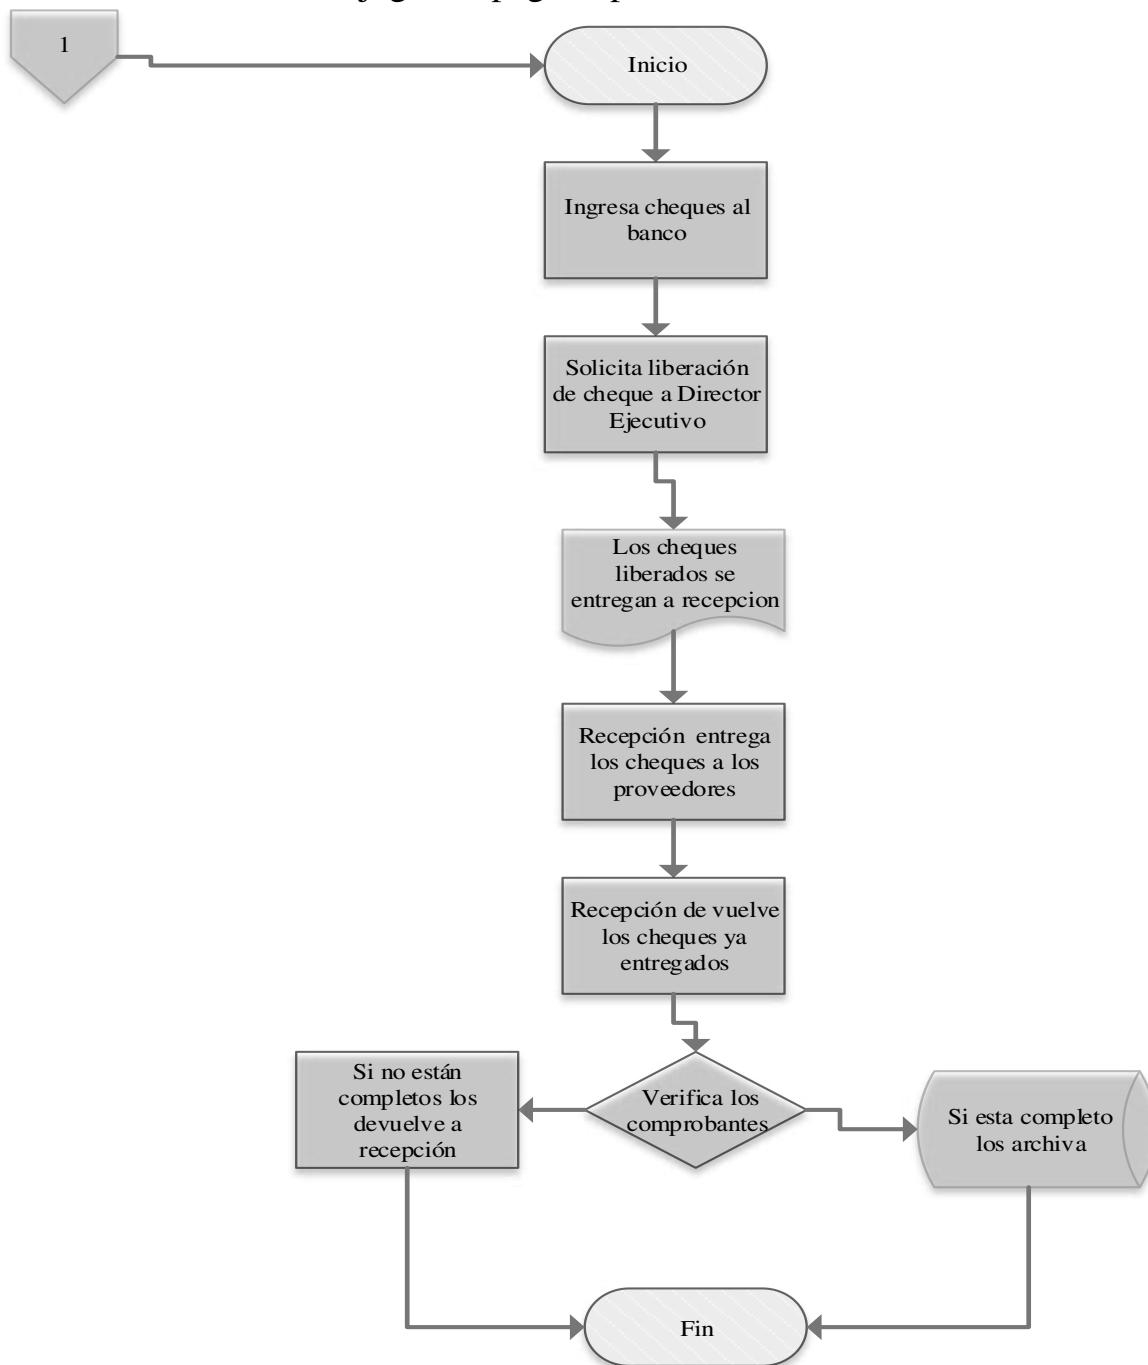 1
Inicio
Ingresa cheques al
banco
Solicita liberación
de cheque a Director
Ejecutivo
Los cheques
liberados se
entregan a recepcion
Recepción entrega
los cheques a los
proveedores
Recepción de vuelve
los cheques ya
entregados
Si no están
completos los
devuelve a
recepción
Verifica los
comprobantes
Si esta completo
los archiva
Fin